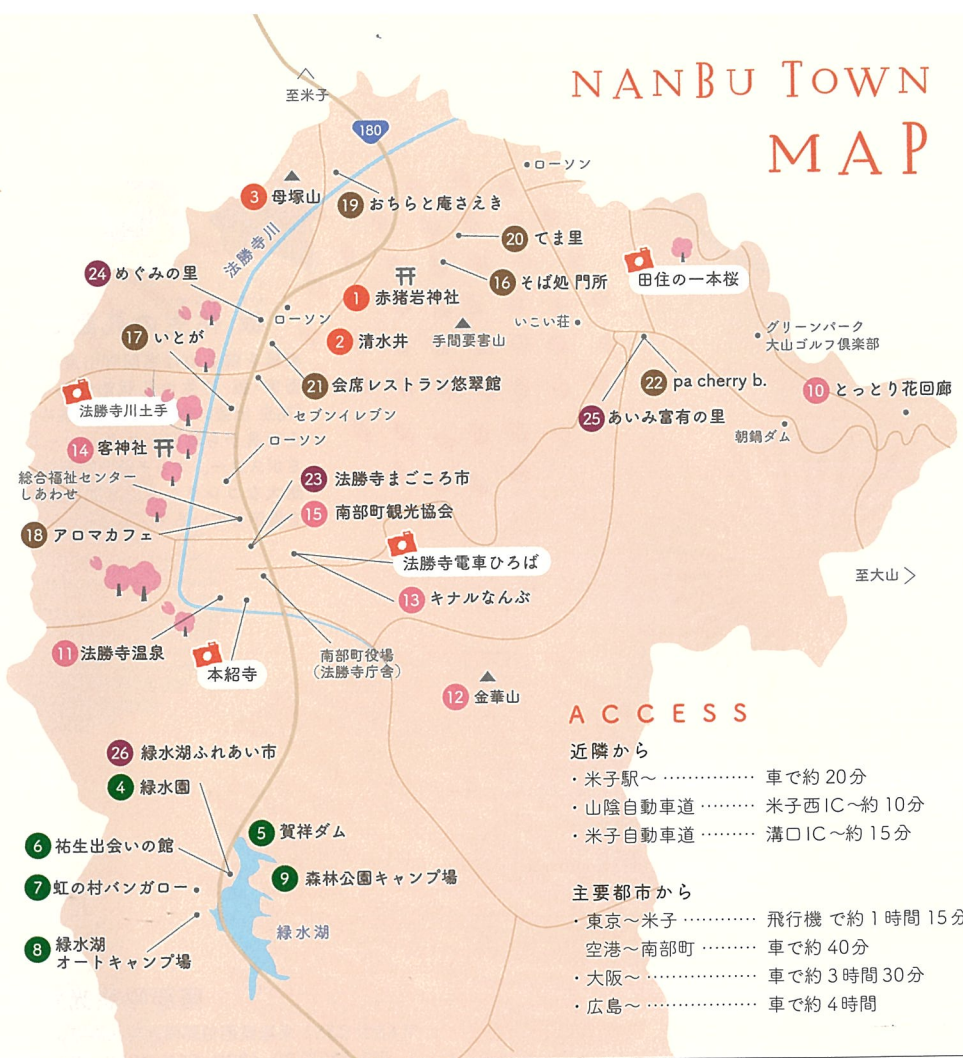 NANBU TOWN
MAP
至米子
180
ローソン
3 母塚山
19 おちらと庵さえき
法勝寺川
20 てま里
24 めぐみの里
16 そば処 門所
田住の一本桜
1 赤猪岩神社
ローソン
いこい荘
グリーンパーク
大山ゴルフ倶楽部
17 いとが
2 清水井
手間要害山
21 会席レストラン悠翠館
22 pa cherry b.
10 とっとり花回廊
法勝寺川土手
セブンイレブン
25 あいみ富有の里
朝鍋ダム
14 客神社
ローソン
総合福祉センター
しあわせ
23 法勝寺まごころ市
15 南部町観光協会
18 アロマカフェ
法勝寺電車ひろば
至大山
13 キナルなんぶ
11 法勝寺温泉
本紹寺
南部町役場
(法勝寺庁舎)
12 金華山
26 緑水湖ふれあい市
4 緑水園
5 賀祥ダム
6 祐生出会いの館
9 森林公園キャンプ場
7 虹の村バンガロー
緑水湖
8 緑水湖
オートキャンプ場
ACCESS
近隣から
・米子駅〜 …………… 車で約20分
・山陰自動車道 ……… 米子西IC〜約10分
・米子自動車道 ……… 溝口IC〜約15分
主要都市から
・東京〜米子 ………… 飛行機で約1時間15分
空港〜南部町 ……… 車で約40分
・大阪〜 ……………… 車で約3時間30分
・広島〜 ……………… 車で約4時間